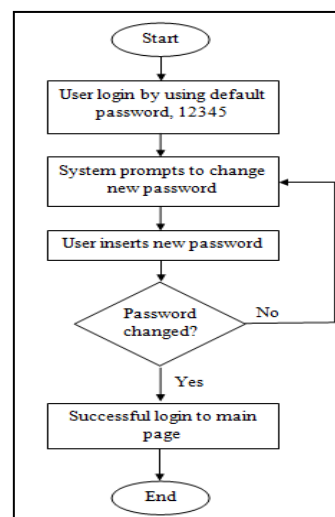 Start
User login by using default
password, 12345
System prompts to change
new password
User inserts new password
Password
changed?
No
Yes
Successful login to main
page
End